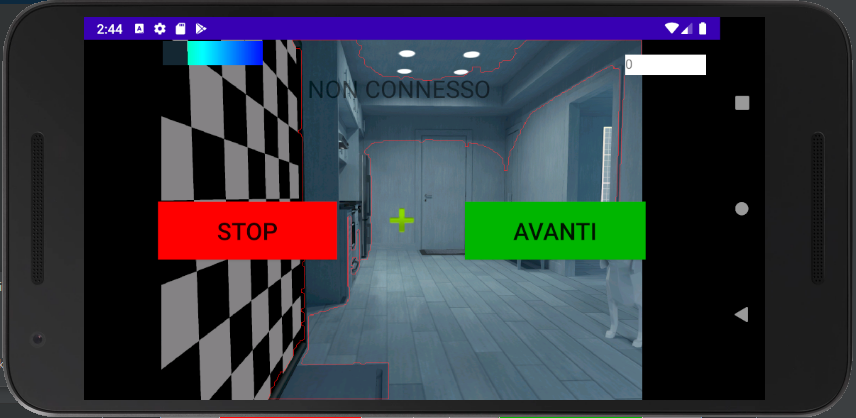 2:44
0
NON CONNESSO
STOP
AVANTI